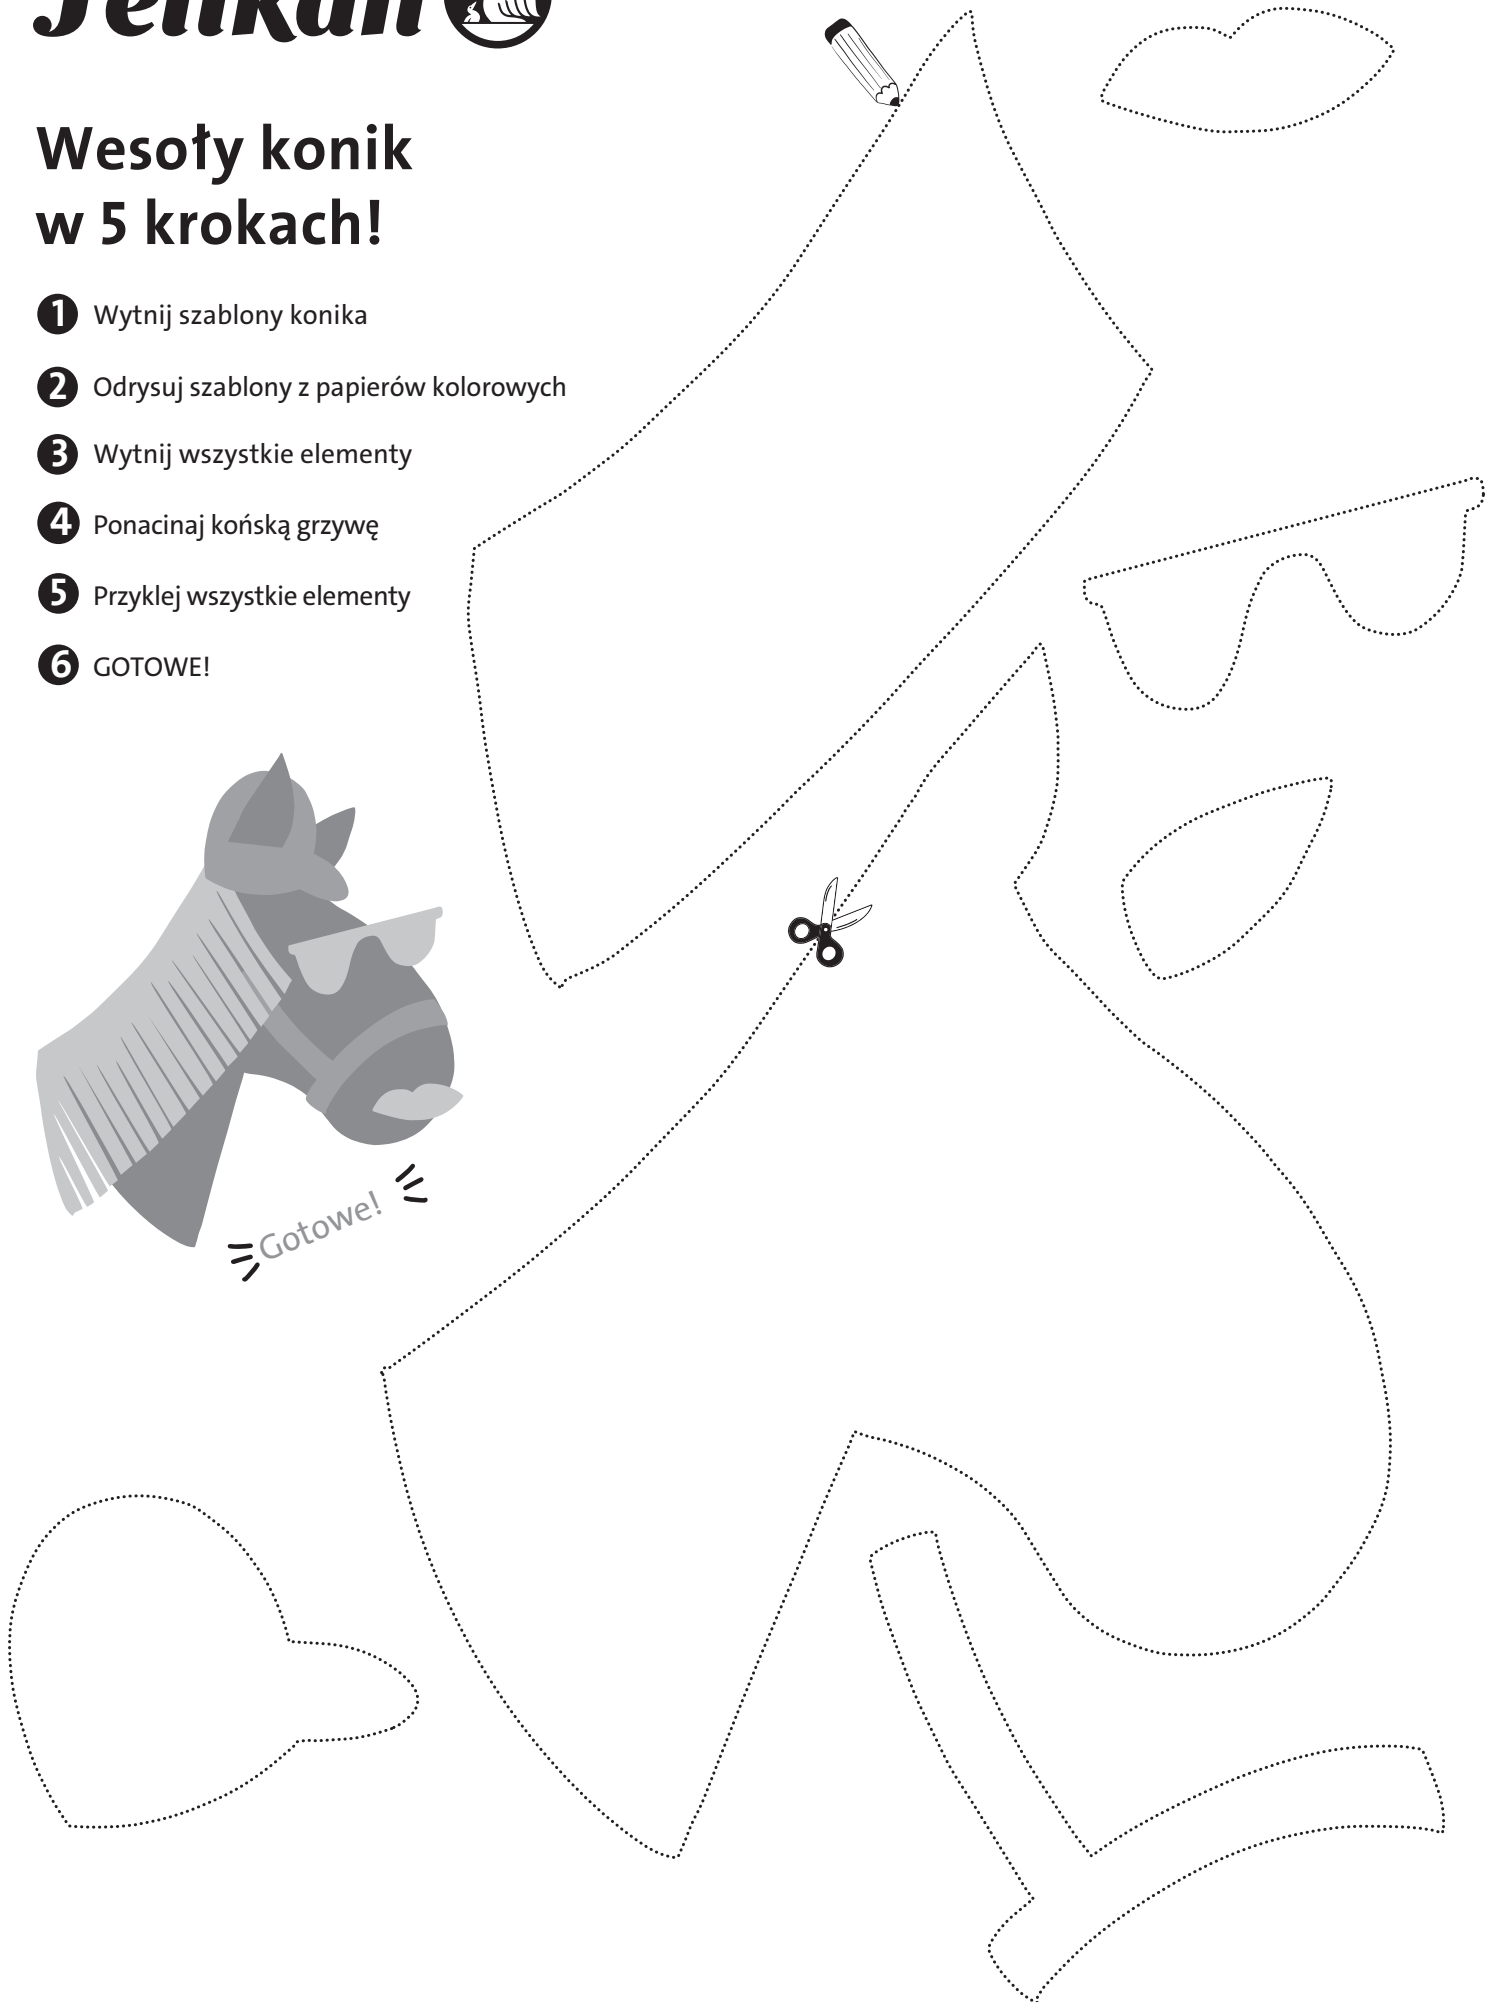 Pelikan
Wesoły konik
w 5 krokach!
1 Wytnij szablony konika
2 Odrysuj szablony z papierów kolorowych
3 Wytnij wszystkie elementy
4 Ponacinaj końską grzywę
5 Przyklej wszystkie elementy
6 GOTOWE!
Gotowe!